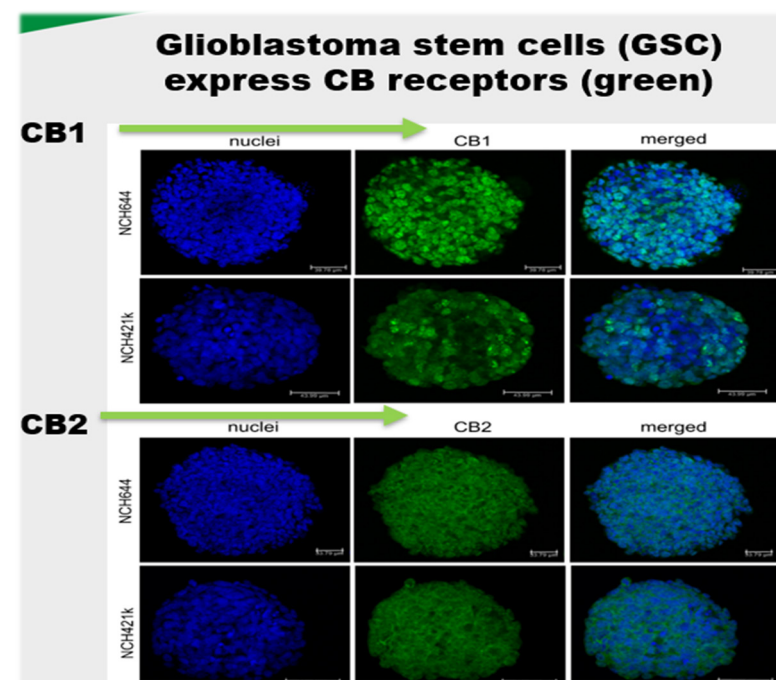 Glioblastoma stem cells (GSC)
express CB receptors (green)
CB1
nuclei CB1 merged
NCH644
NCH421k
CB2
nuclei CB2 merged
NCH644
NCH421k